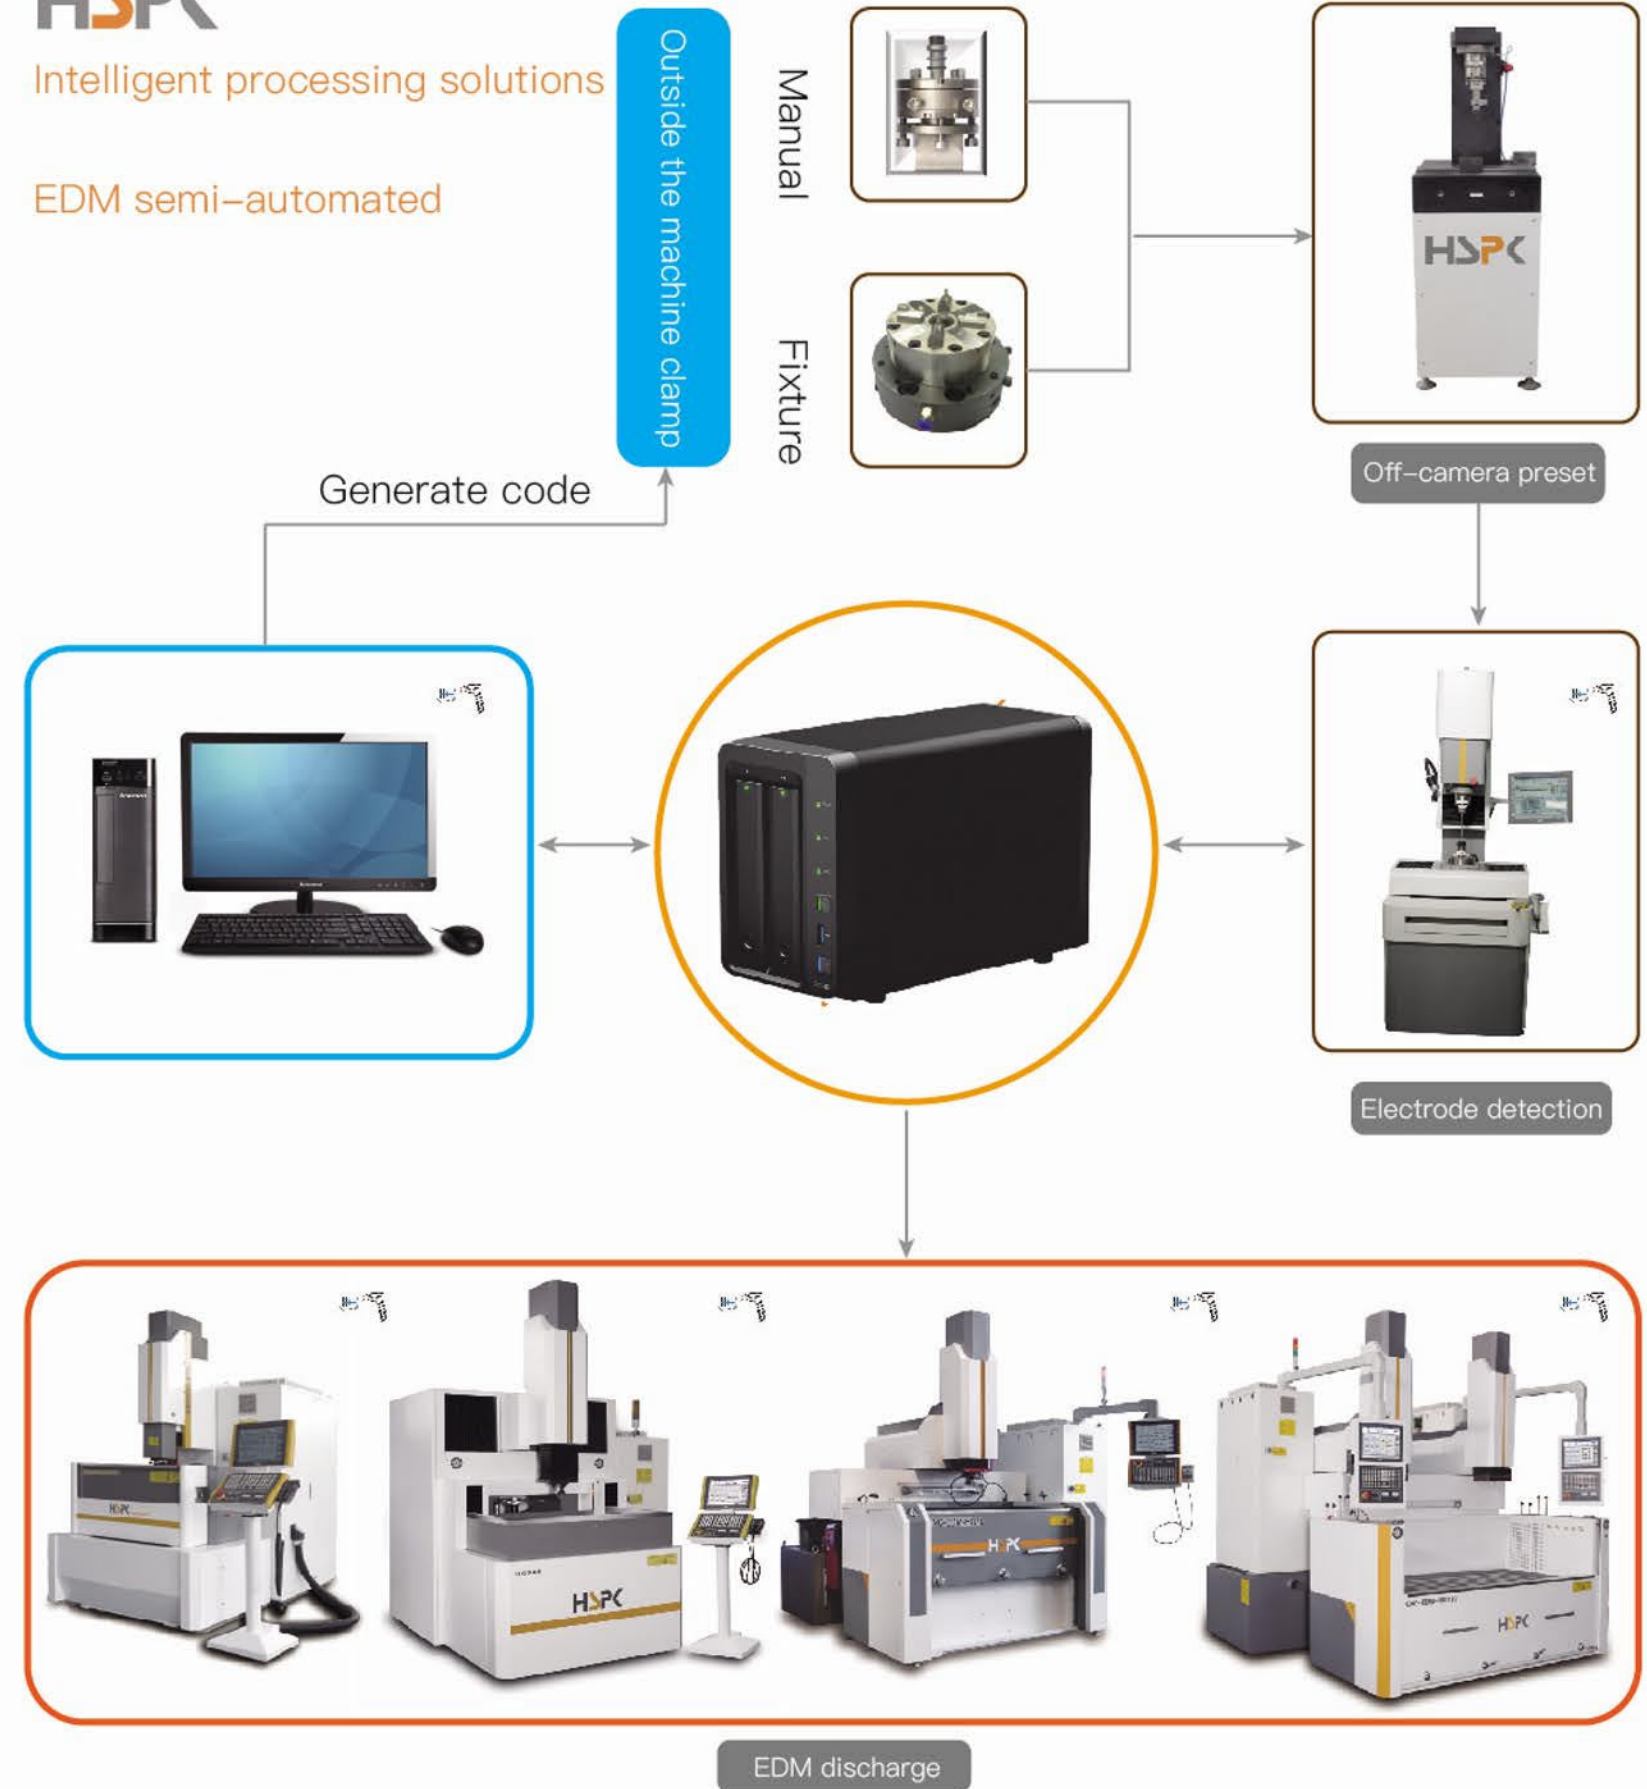 HSPK
Intelligent processing solutions
EDM semi-automated
Outside the machine clamp
Manual
Fixture
HSPK
Off-camera preset
Generate code
Electrode detection
HSPK
HSPK
HSPK
HSPK
EDM discharge